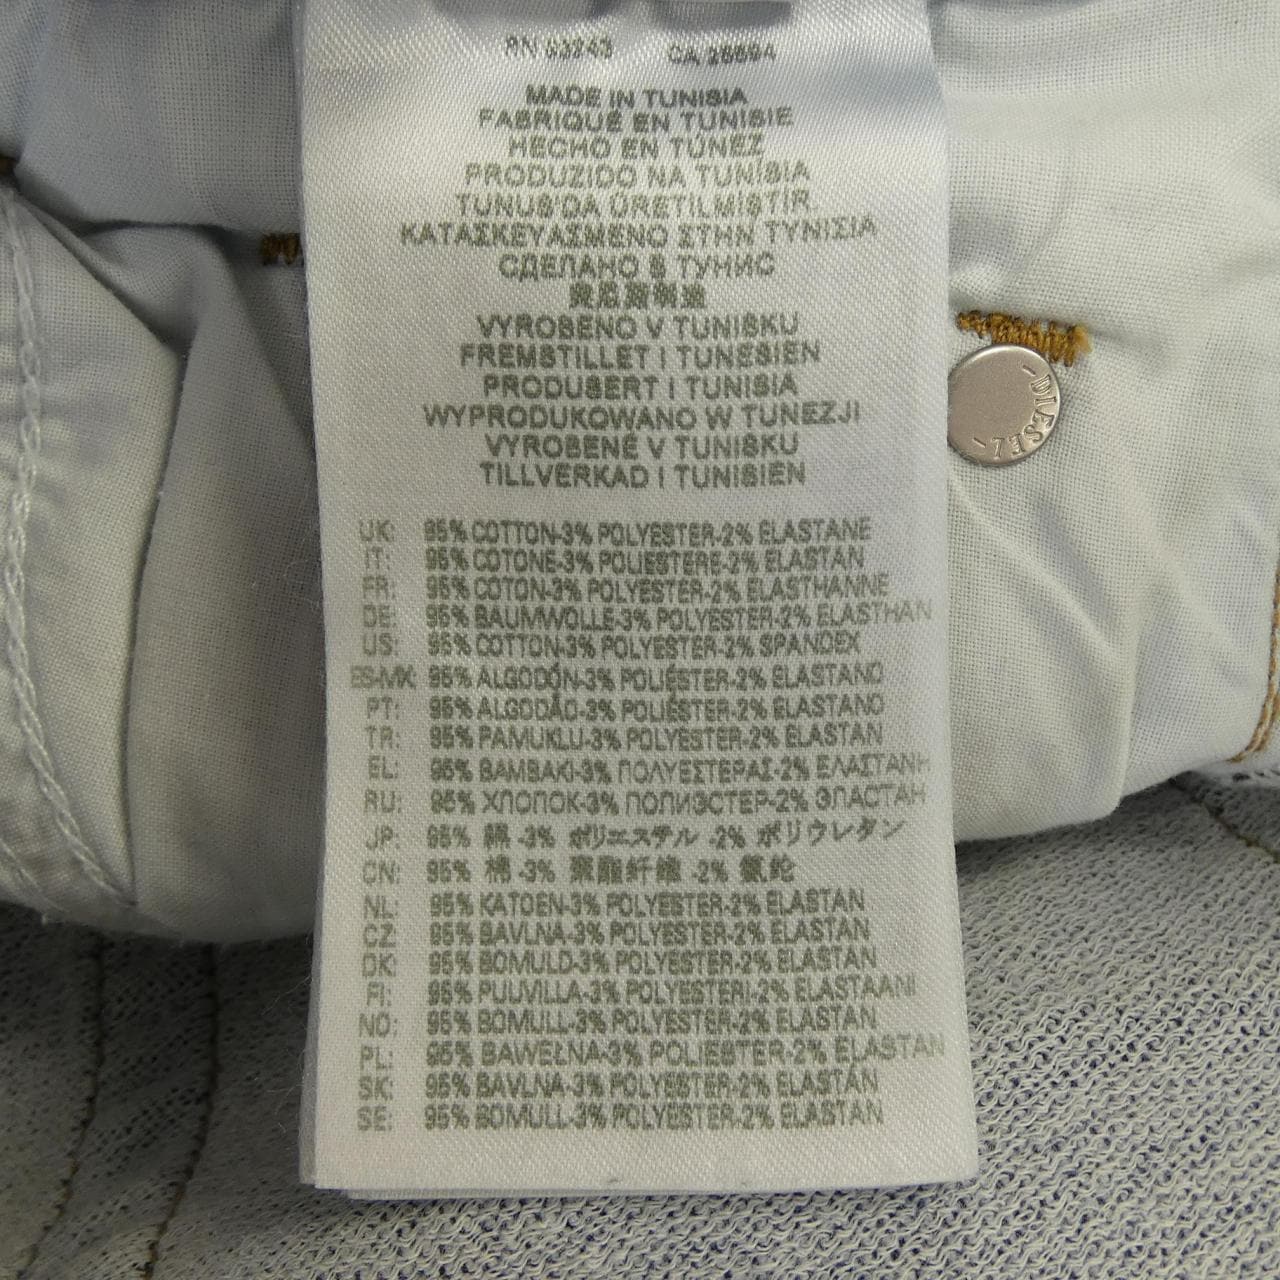 RN 93243 CA 25594
MADE IN TUNISIA
FABRIQUÉ EN TUNISIE
HECHO EN TÚNEZ
PRODUZIDO NA TUNÍSIA
TUNUS'DA ÜRETILMIŞTIR
ΚΑΤΑΣΚΕΥΑΣΜΕΝΟ ΣΤΗΝ ΤΥΝΙΣΙΑ
СДЕЛАНО В ТУНИС
突尼斯制造
VYROBENO V TUNISKU
FREMSTILLET I TUNESIEN
PRODUSERT I TUNISIA
WYPRODUKOWANO W TUNEZJI
VYROBENÉ V TUNISKU
TILLVERKAD I TUNISIEN
-DIESEL-
UK: 95% COTTON-3% POLYESTER-2% ELASTANE
IT: 95% COTONE-3% POLIESTERE-2% ELASTAN
FR: 95% COTON-3% POLYESTER-2% ELASTHANNE
DE: 95% BAUMWOLLE-3% POLYESTER-2% ELASTHAN
US: 95% COTTON-3% POLYESTER-2% SPANDEX
ES-MX: 95% ALGODÓN-3% POLIÉSTER-2% ELASTANO
PT: 95% ALGODÃO-3% POLIÉSTER-2% ELASTANO
TR: 95% PAMUKLU-3% POLYESTER-2% ELASTAN
EL: 95% ΒΑΜΒΑΚΙ-3% ΠΟΛΥΕΣΤΕΡΑΣ-2% ΕΛΑΣΤΑΝΗ
RU: 95% ХЛОПОК-3% ПОЛИЭСТЕР-2% ЭЛАСТАН
JP: 95% 綿 -3% ポリエステル -2% ポリウレタン
CN: 95% 棉 -3% 聚酯纤维 -2% 氨纶
NL: 95% KATOEN-3% POLYESTER-2% ELASTAN
CZ: 95% BAVLNA-3% POLYESTER-2% ELASTAN
DK: 95% BOMULD-3% POLYESTER-2% ELASTAN
FI: 95% PUUVILLA-3% POLYESTERI-2% ELASTAANI
NO: 95% BOMULL-3% POLYESTER-2% ELASTAN
PL: 95% BAWEŁNA-3% POLIESTER-2% ELASTAN
SK: 95% BAVLNA-3% POLYESTER-2% ELASTÁN
SE: 95% BOMULL-3% POLYESTER-2% ELASTAN